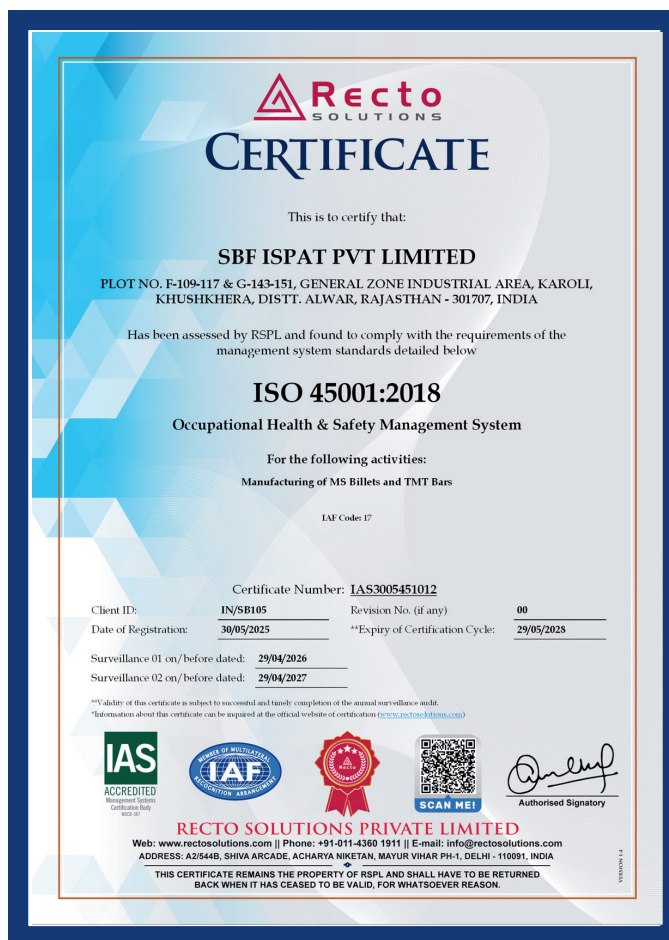 Recto
SOLUTIONS
CERTIFICATE
This is to certify that:
SBF ISPAT PVT LIMITED
PLOT NO. F-109-117 & G-143-151, GENERAL ZONE INDUSTRIAL AREA, KAROLI,
KHUSHKHERA, DISTT. ALWAR, RAJASTHAN - 301707, INDIA
Has been assessed by RSPL and found to comply with the requirements of the
management system standards detailed below
ISO 45001:2018
Occupational Health & Safety Management System
For the following activities:
Manufacturing of MS Billets and TMT Bars
IAF Code: 17
Certificate Number: IAS3005451012
Client ID: IN/SB105 Revision No. (if any) 00
Date of Registration: 30/05/2025 **Expiry of Certification Cycle: 29/05/2028
Surveillance 01 on/before dated: 29/04/2026
Surveillance 02 on/before dated: 29/04/2027
**Validity of this certificate is subject to successful and timely completion of the annual surveillance audit.
*Information about this certificate can be inquired at the official website of certification (www.rectosolutions.com)
IAS
ACCREDITED
Management Systems
Certification Body
MEMBER OF MULTILATERAL
IAF
RECOGNITION ARRANGEMENT
Recto
SCAN ME!
Authorised Signatory
RECTO SOLUTIONS PRIVATE LIMITED
Web: www.rectosolutions.com || Phone: +91-011-4360 1911 || E-mail: info@rectosolutions.com
ADDRESS: A2/544B, SHIVA ARCADE, ACHARYA NIKETAN, MAYUR VIHAR PH-1, DELHI - 110091, INDIA
THIS CERTIFICATE REMAINS THE PROPERTY OF RSPL AND SHALL HAVE TO BE RETURNED
BACK WHEN IT HAS CEASED TO BE VALID, FOR WHATSOEVER REASON.
VERSION 1.4